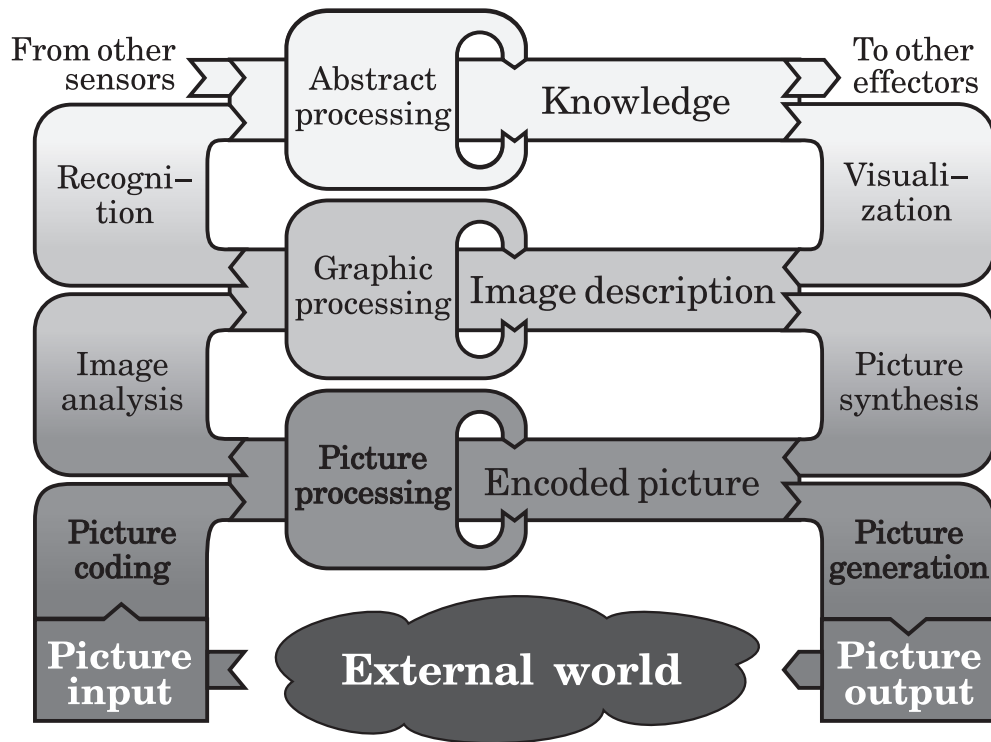 From other
sensors
Abstract
processing
Knowledge
To other
effectors
Recogni–
tion
Visuali–
zation
Graphic
processing
Image description
Image
analysis
Picture
synthesis
Picture
processing
Encoded picture
Picture
coding
Picture
generation
Picture
input
External world
Picture
output